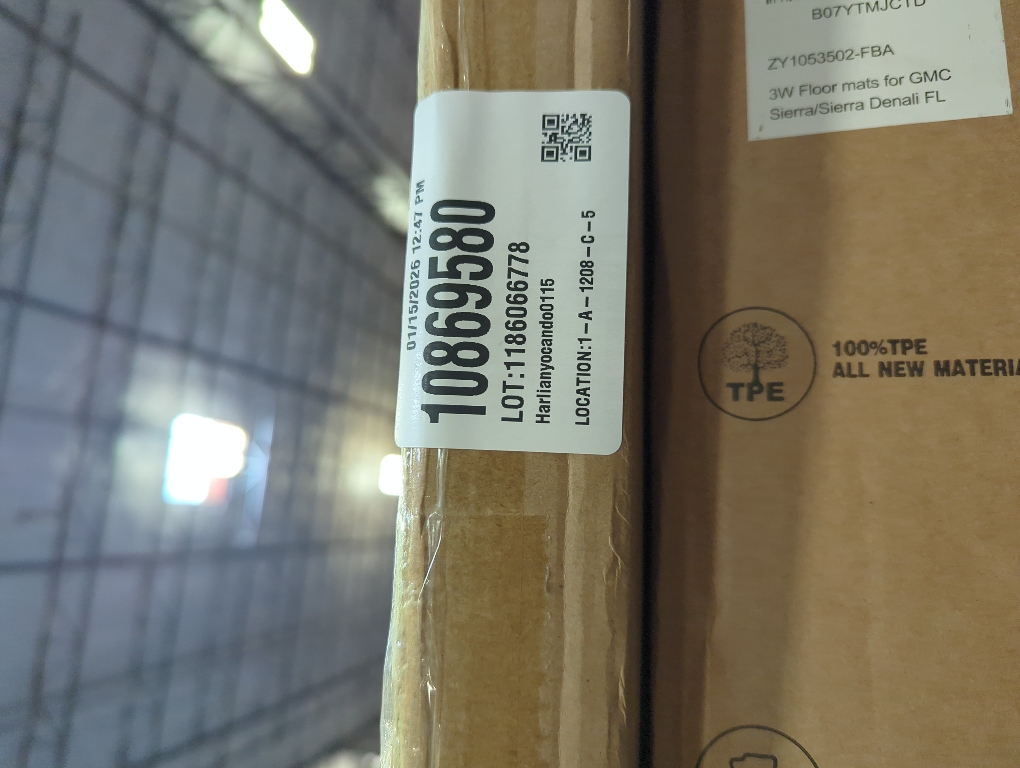 01/15/2026 12:47 PM
10869580
LOT:1186066778
Harlianyocando0115
LOCATION:1-A-1208-C-5
B07YTMJCTD
ZY1053502-FBA
3W Floor mats for GMC
Sierra/Sierra Denali FL
TPE
100%TPE
ALL NEW MATERIA